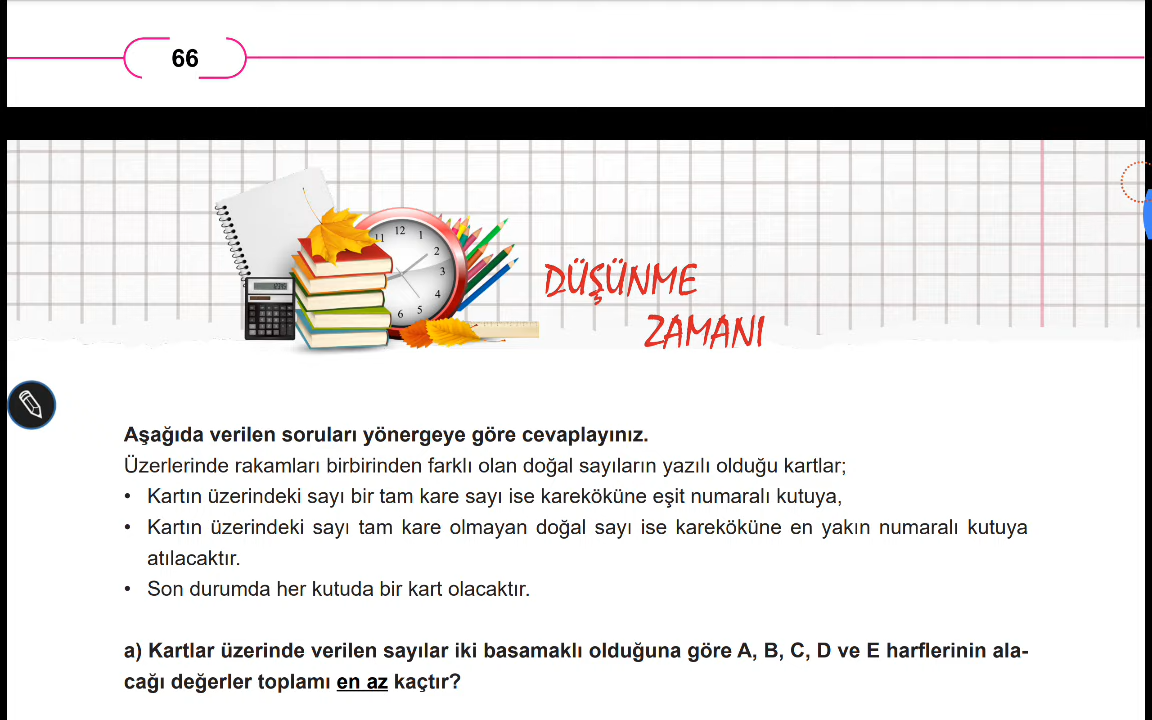 66
DÜŞÜNME
ZAMANI
Aşağıda verilen soruları yönergeye göre cevaplayınız.
Üzerlerinde rakamları birbirinden farklı olan doğal sayıların yazılı olduğu kartlar;
• Kartın üzerindeki sayı bir tam kare sayı ise kareköküne eşit numaralı kutuya,
• Kartın üzerindeki sayı tam kare olmayan doğal sayı ise kareköküne en yakın numaralı kutuya
atılacaktır.
• Son durumda her kutuda bir kart olacaktır.
a) Kartlar üzerinde verilen sayılar iki basamaklı olduğuna göre A, B, C, D ve E harflerinin ala-
cağı değerler toplamı en az kaçtır?